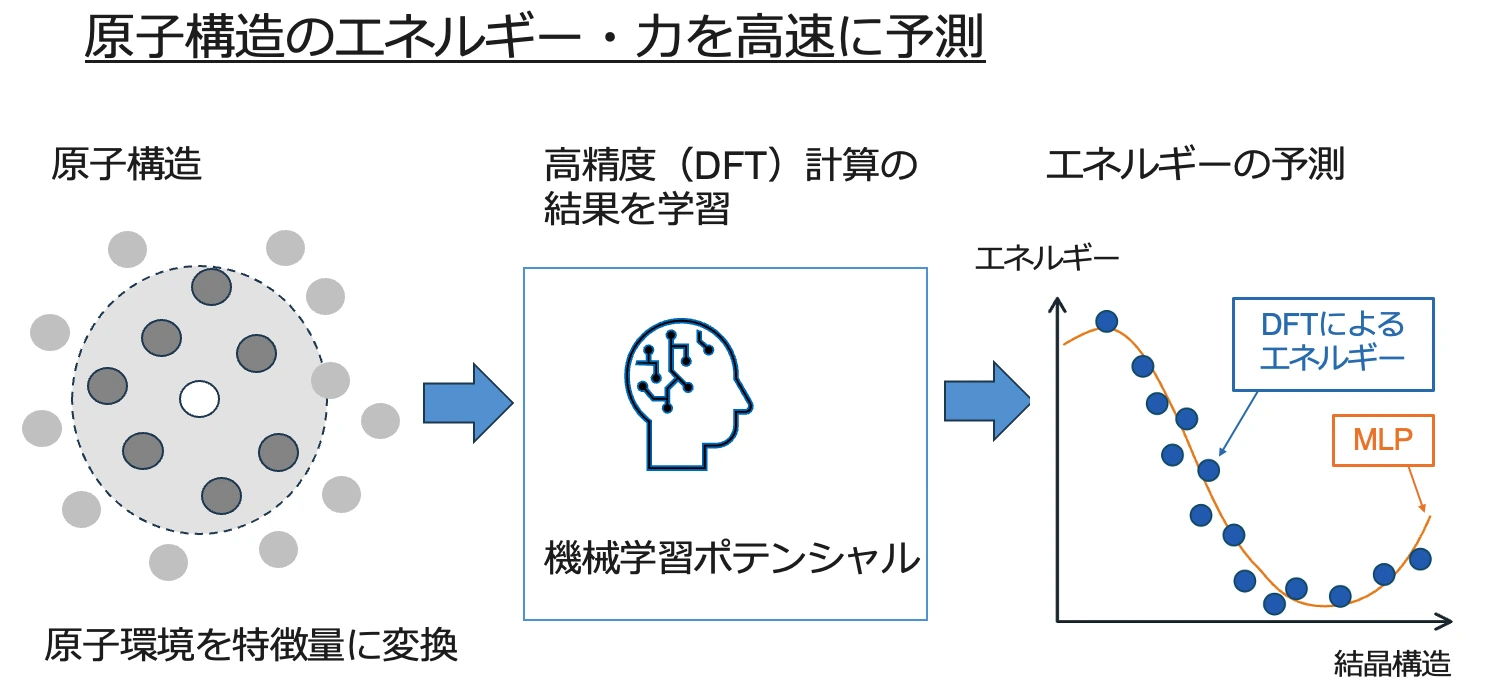 原子構造のエネルギー・力を高速に予測
原子構造
高精度（DFT）計算の
結果を学習
エネルギーの予測
エネルギー
DFTによる
エネルギー
MLP
機械学習ポテンシャル
原子環境を特徴量に変換
結晶構造